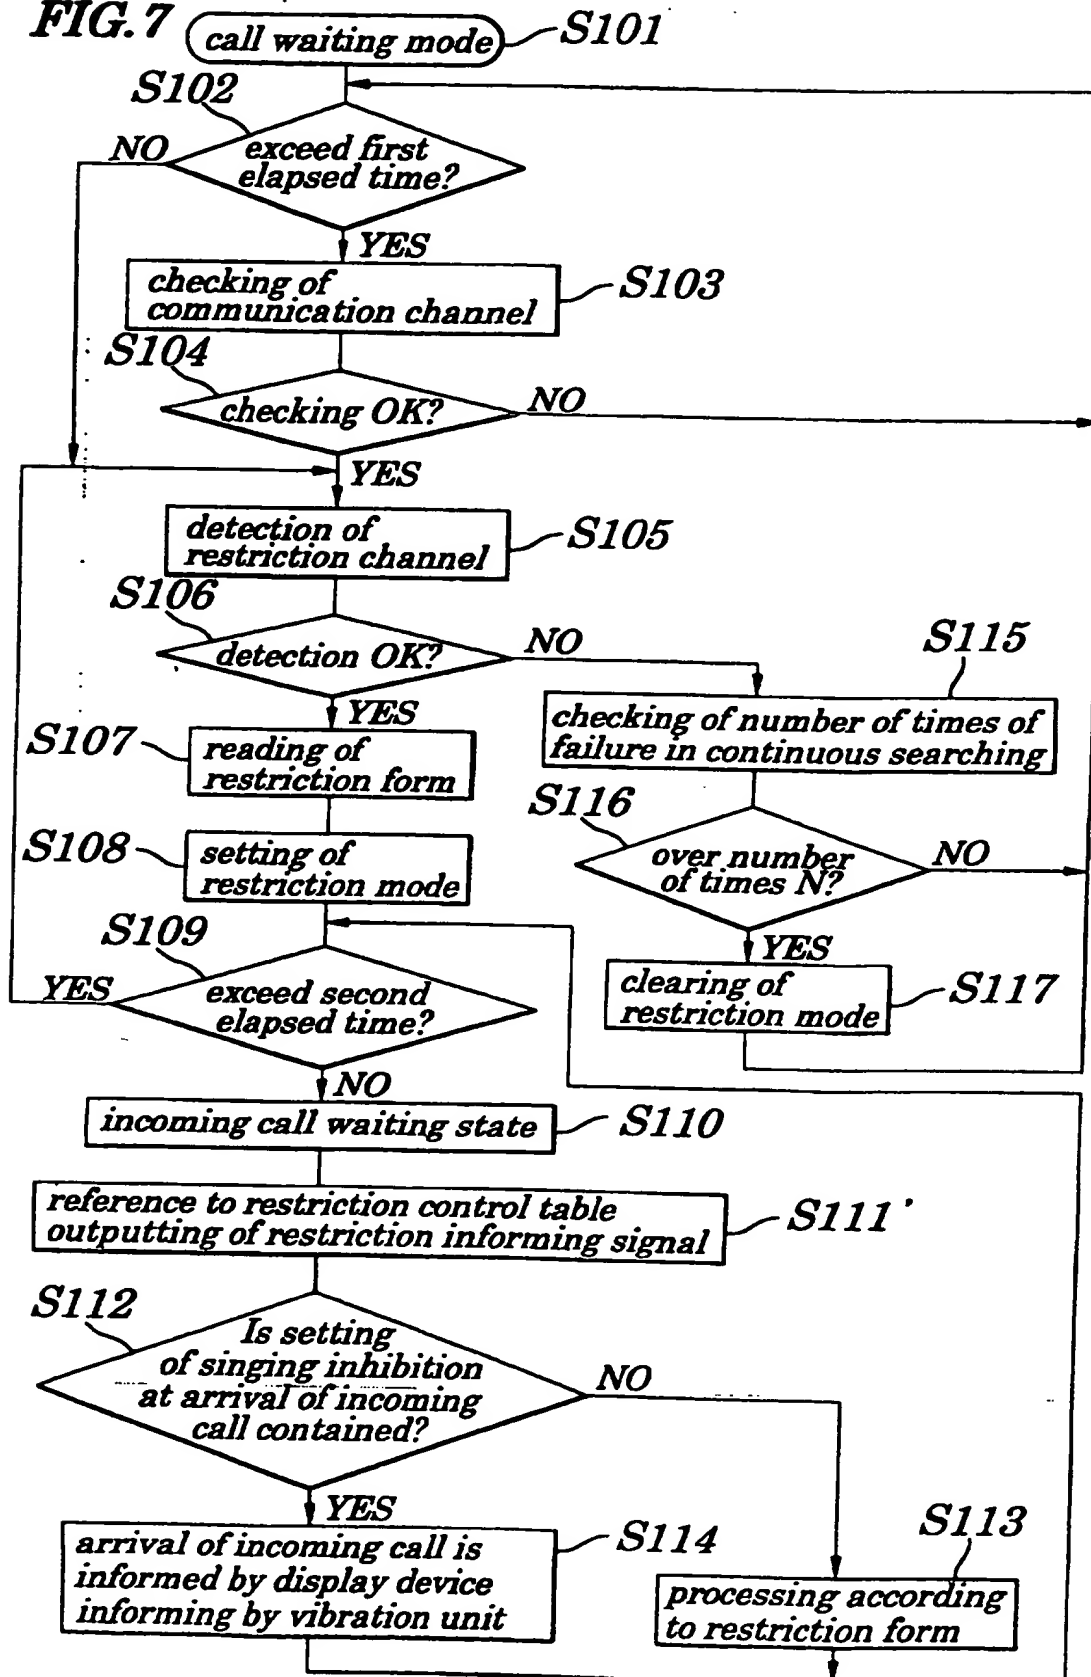 FIG.7
call waiting mode
S101
S102
NO
exceed first
elapsed time?
YES
checking of
communication channel
S103
S104
checking OK?
NO
YES
detection of
restriction channel
S105
S106
detection OK?
NO
S115
YES
S107
reading of
restriction form
checking of number of times of
failure in continuous searching
S116
S108
setting of
restriction mode
over number
of times N?
NO
S109
YES
YES
exceed second
elapsed time?
clearing of
restriction mode
S117
NO
incoming call waiting state
S110
reference to restriction control table
outputting of restriction informing signal
S111'
S112
Is setting
of singing inhibition
at arrival of incoming
call contained?
NO
YES
S113
arrival of incoming call is
informed by display device
informing by vibration unit
S114
processing according
to restriction form